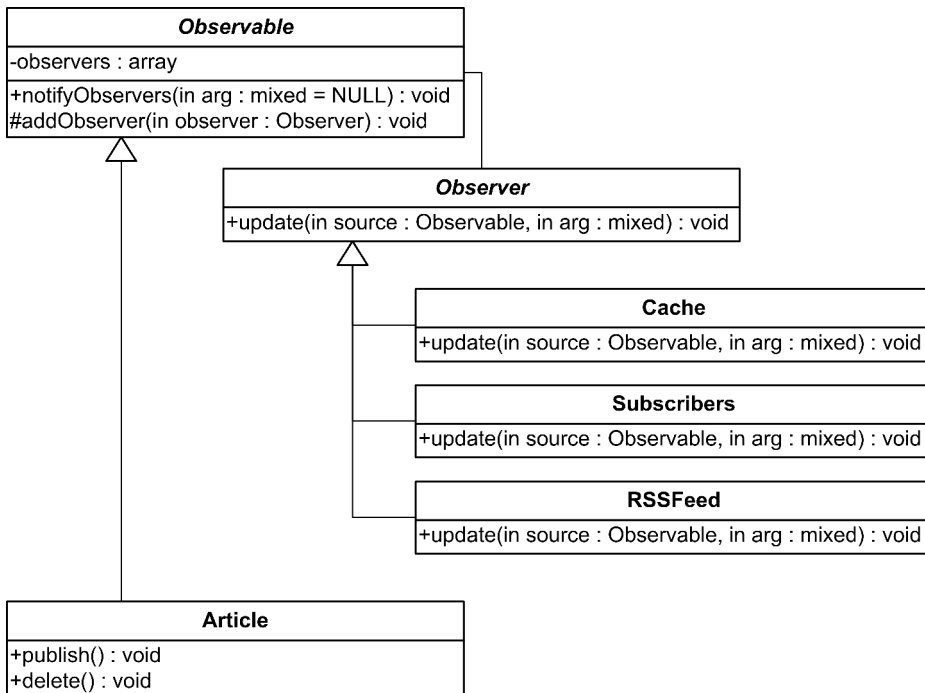 Observable
-observers : array
+notifyObservers(in arg : mixed = NULL) : void
#addObserver(in observer : Observer) : void
Observer
+update(in source : Observable, in arg : mixed) : void
Cache
+update(in source : Observable, in arg : mixed) : void
Subscribers
+update(in source : Observable, in arg : mixed) : void
RSSFeed
+update(in source : Observable, in arg : mixed) : void
Article
+publish() : void
+delete() : void